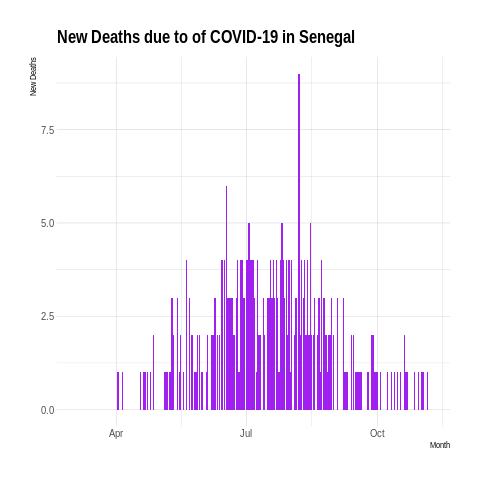 New Deaths due to of COVID-19 in Senegal
New Deaths
7.5
5.0
2.5
0.0
Apr
Jul
Oct
Month